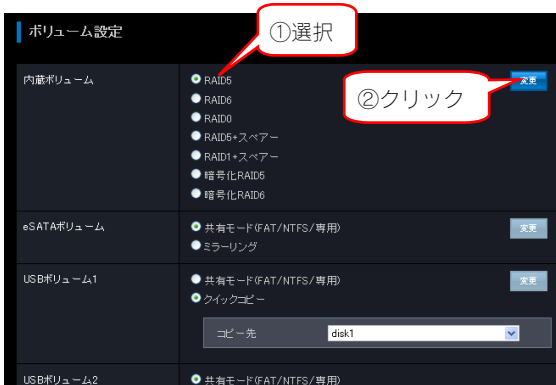 ボリューム設定
①選択
内蔵ボリューム
RAID5
変更
RAID6
②クリック
RAID0
RAID5+スペアー
RAID1+スペアー
暗号化RAID5
暗号化RAID6
eSATAボリューム
共有モード(FAT/NTFS/専用)
変更
ミラーリング
USBボリューム1
共有モード(FAT/NTFS/専用)
変更
クイックコピー
コピー先
disk1
USBボリューム2
共有モード(FAT/NTFS/専用)